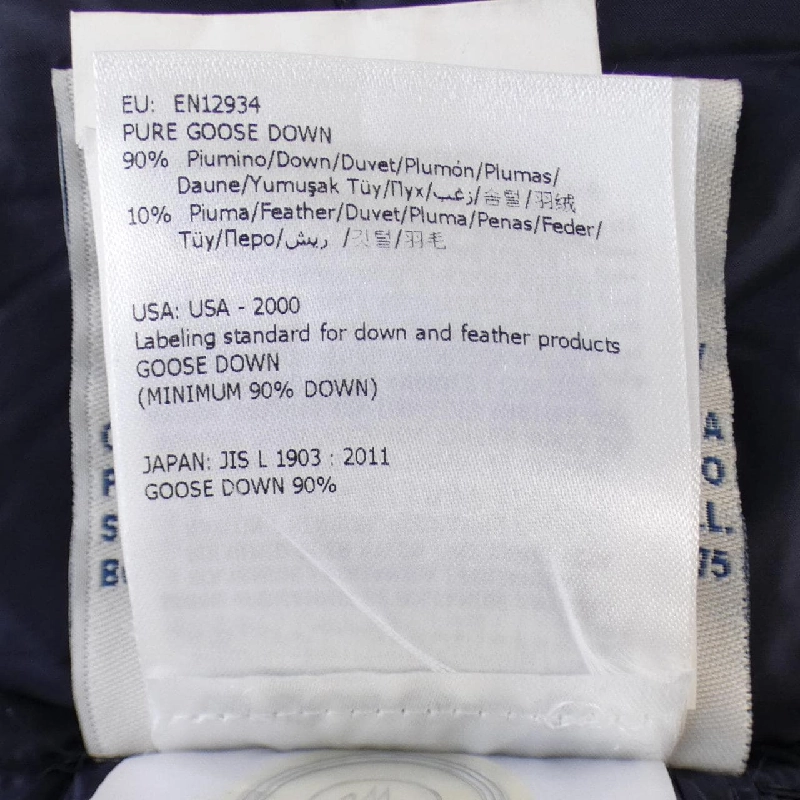 EU: EN12934
PURE GOOSE DOWN
90% Piumino/Down/Duvet/Plumón/Plumas/
Daune/Yumuşak Tüy/Пух/زغب/솜털/羽绒
10% Piuma/Feather/Duvet/Pluma/Penas/Feder/
Tüy/Перо/ريش /깃털/羽毛
USA: USA - 2000
Labeling standard for down and feather products
GOOSE DOWN
(MINIMUM 90% DOWN)
JAPAN: JIS L 1903 : 2011
GOOSE DOWN 90%